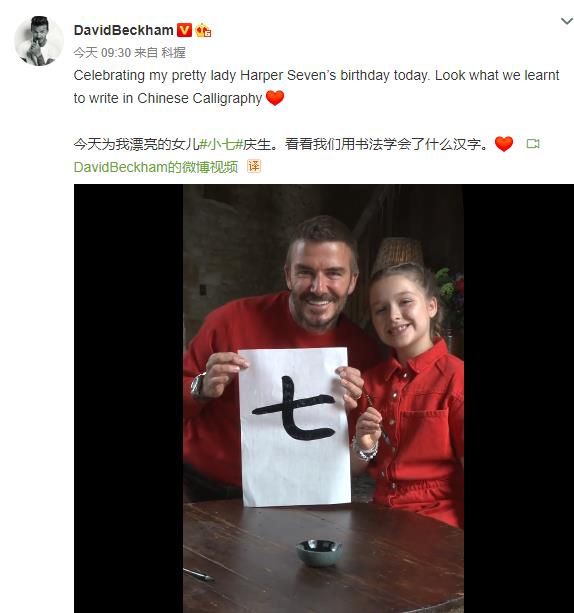 DavidBeckham
今天 09:30 来自 科握
Celebrating my pretty lady Harper Seven's birthday today. Look what we learnt
to write in Chinese Calligraphy
今天为我漂亮的女儿#小七#庆生。看看我们用书法学会了什么汉字。
DavidBeckham的微博视频 译
七